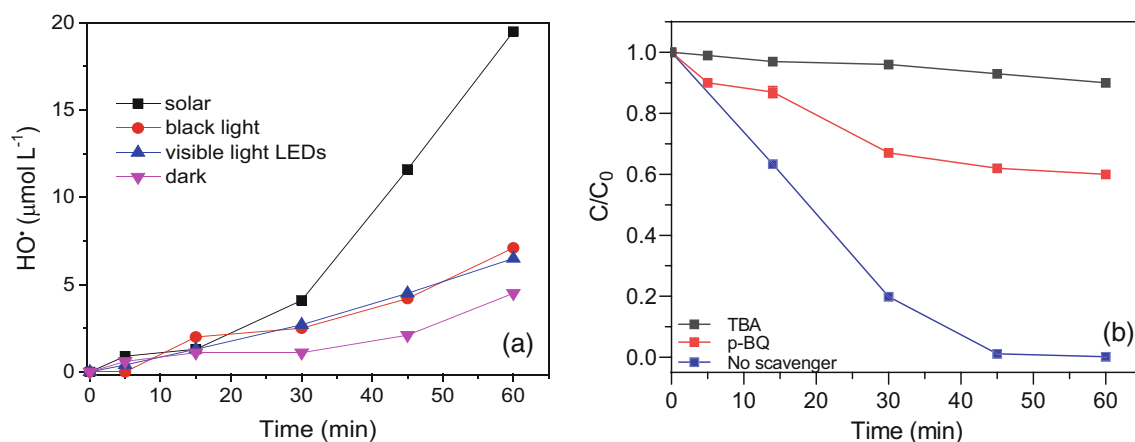 20
15
10
5
0
HO• (µmol L⁻¹)
solar
black light
visible light LEDs
dark
(a)
0 10 20 30 40 50 60
Time (min)
1.0
0.8
0.6
0.4
0.2
0.0
C/C₀
TBA
p-BQ
No scavenger
(b)
0 10 20 30 40 50 60
Time (min)